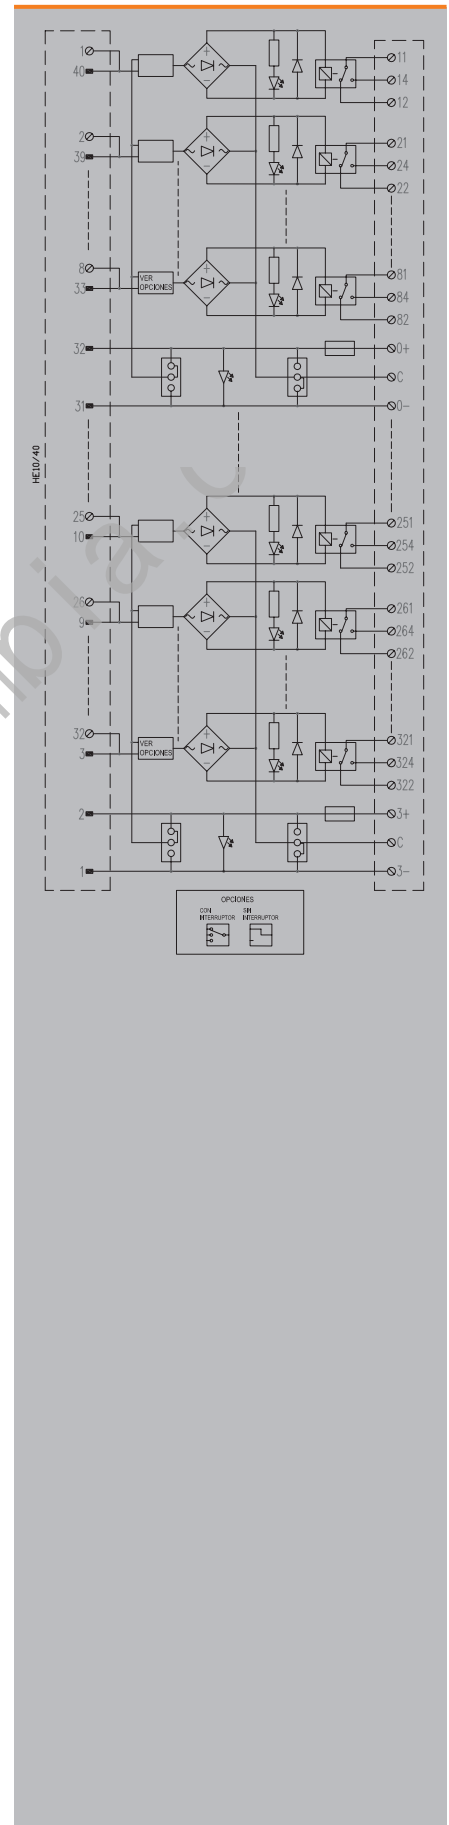 1 11
40 14
12
2 21
39 24
22
8 VER OPCIONES 81
33 84
82
32 0+
C
31 0-
HE10/40
25 251
10 254
252
26 261
9 264
262
32 VER OPCIONES 321
3 324
322
2 3+
C
1 3-
OPCIONES
CON INTERRUPTOR
SIN INTERRUPTOR